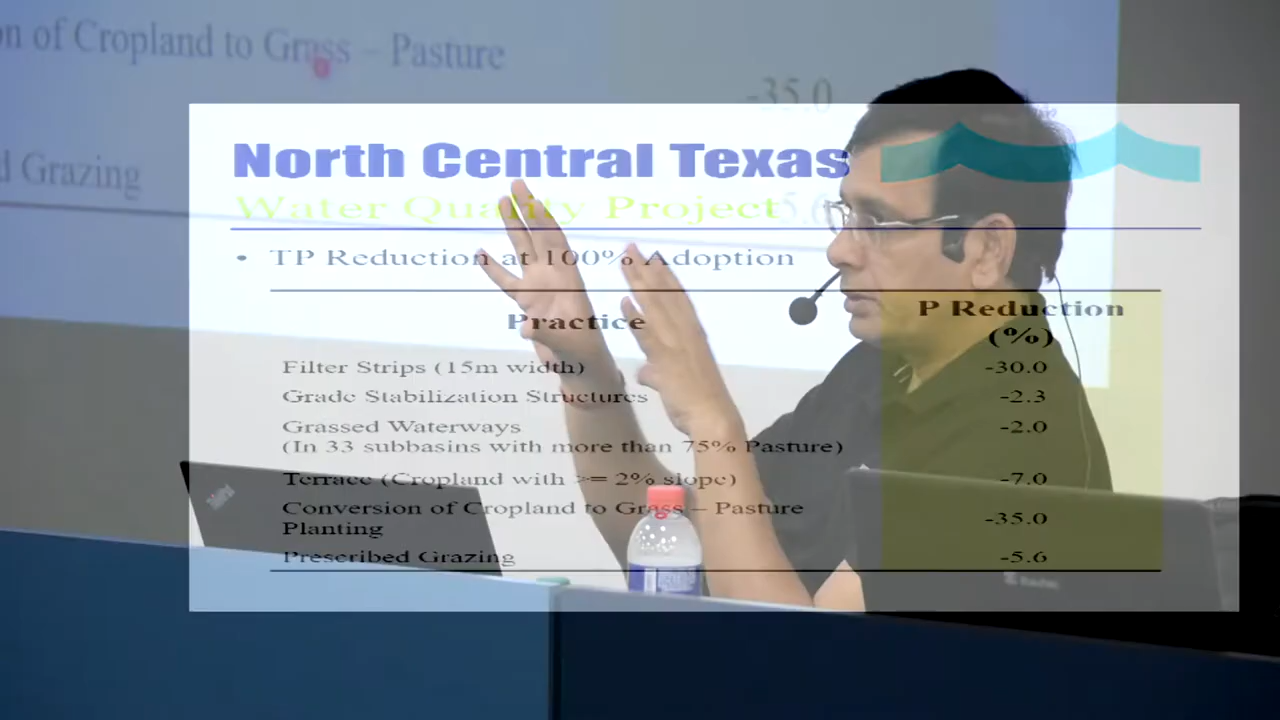 on of Cropland to Grass – Pasture
-35.0
d Grazing
North Central Texas
Water Quality Project
• TP Reduction at 100% Adoption
Practice
P Reduction
(%)
Filter Strips (15m width) -30.0
Grade Stabilization Structures -2.3
Grassed Waterways -2.0
(In 33 subbasins with more than 75% Pasture)
Terrace (Cropland with >= 2% slope) -7.0
Conversion of Cropland to Grass – Pasture
Planting -35.0
Prescribed Grazing -5.6